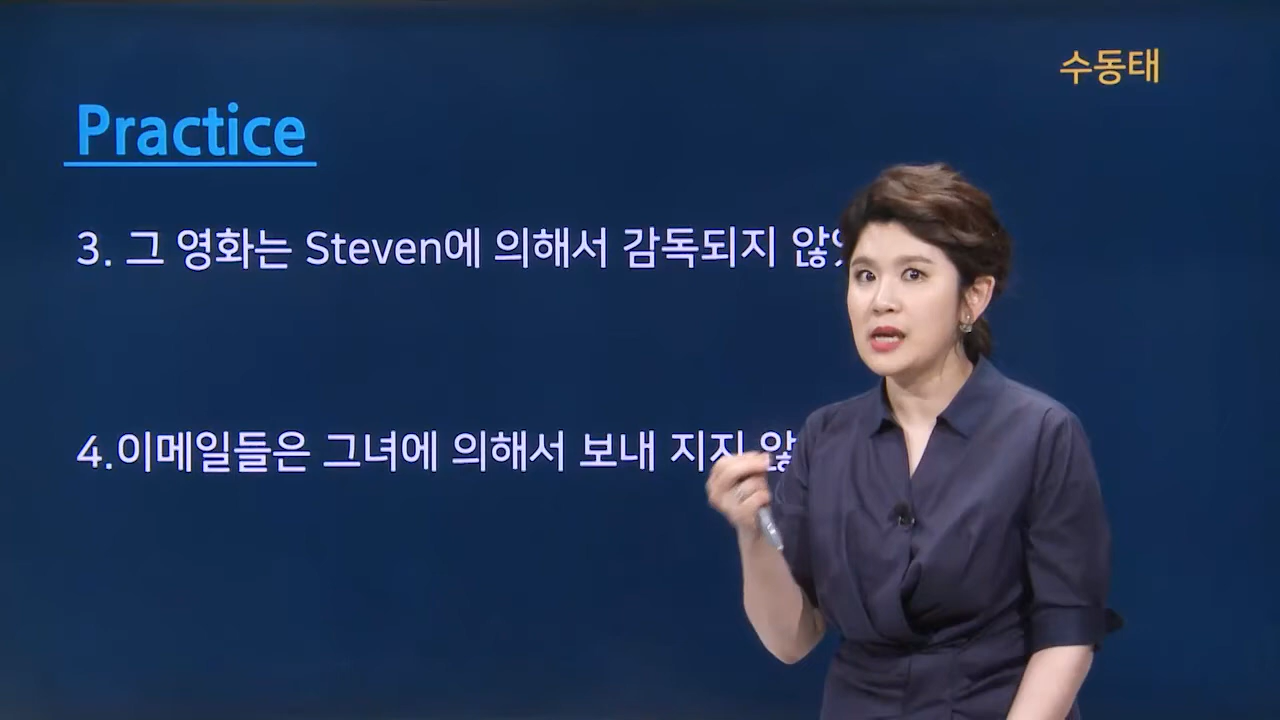 수동태
Practice
3. 그 영화는 Steven에 의해서 감독되지
4.이메일들은 그녀에 의해서 보내 지지